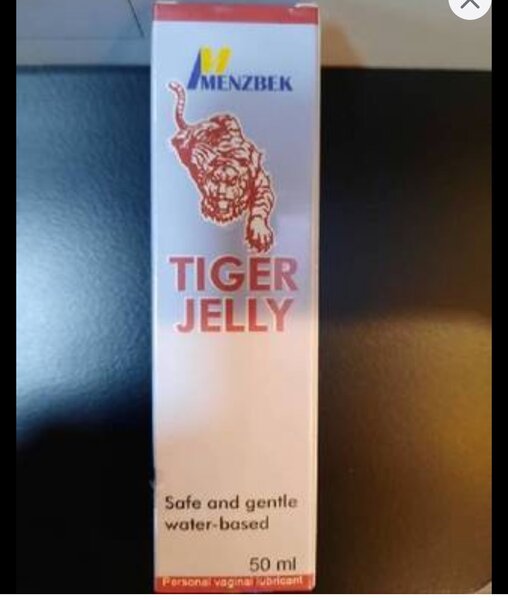 MENZBEK
TIGER
JELLY
Safe and gentle
water-based
50 ml
Personal vaginal lubricant